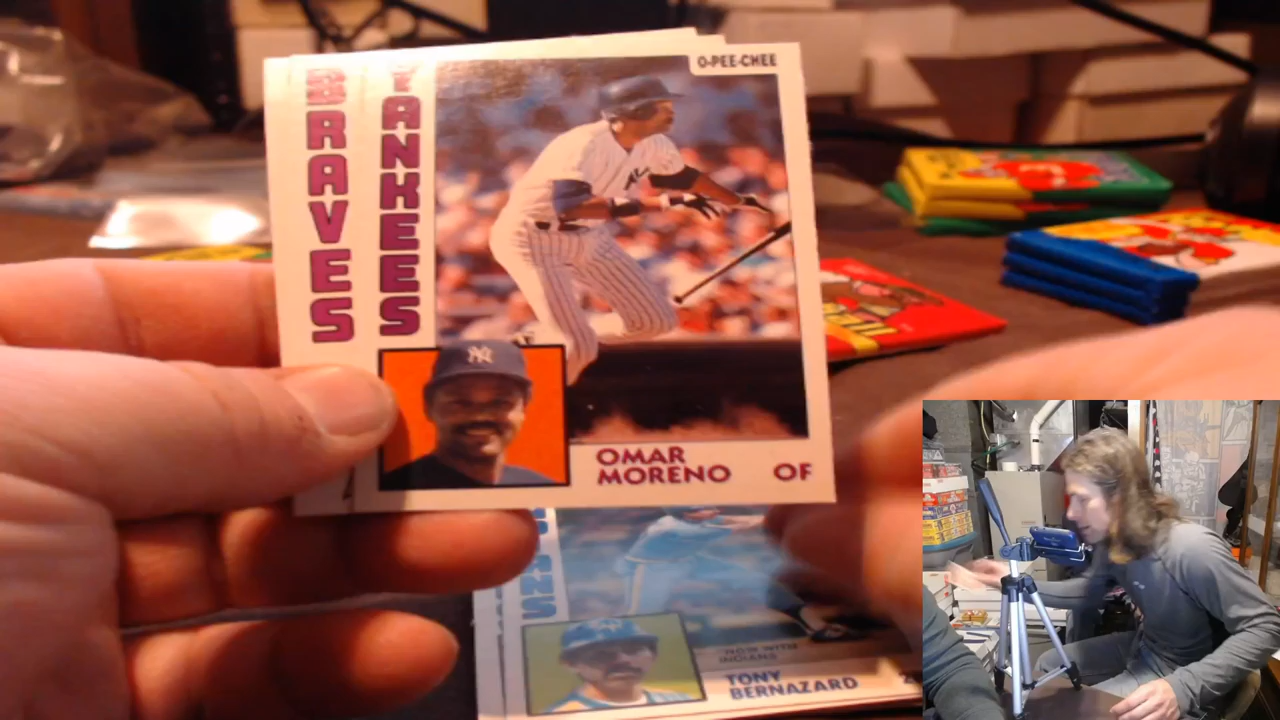 O-PEE-CHEE
BRAVES
YANKEES
OMAR
MORENO OF
NOW WITH
INDIANS
TONY
BERNAZARD